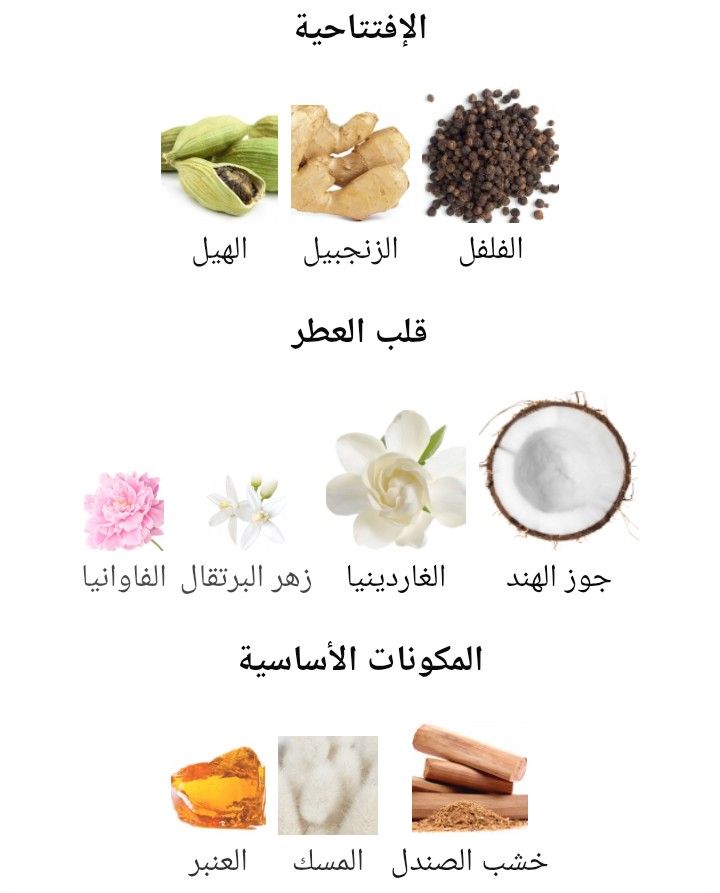 الإفتتاحية
الفلفل الزنجبيل الهيل
قلب العطر
جوز الهند الغاردينيا زهر البرتقال الفاوانيا
المكونات الأساسية
خشب الصندل المسك العنبر